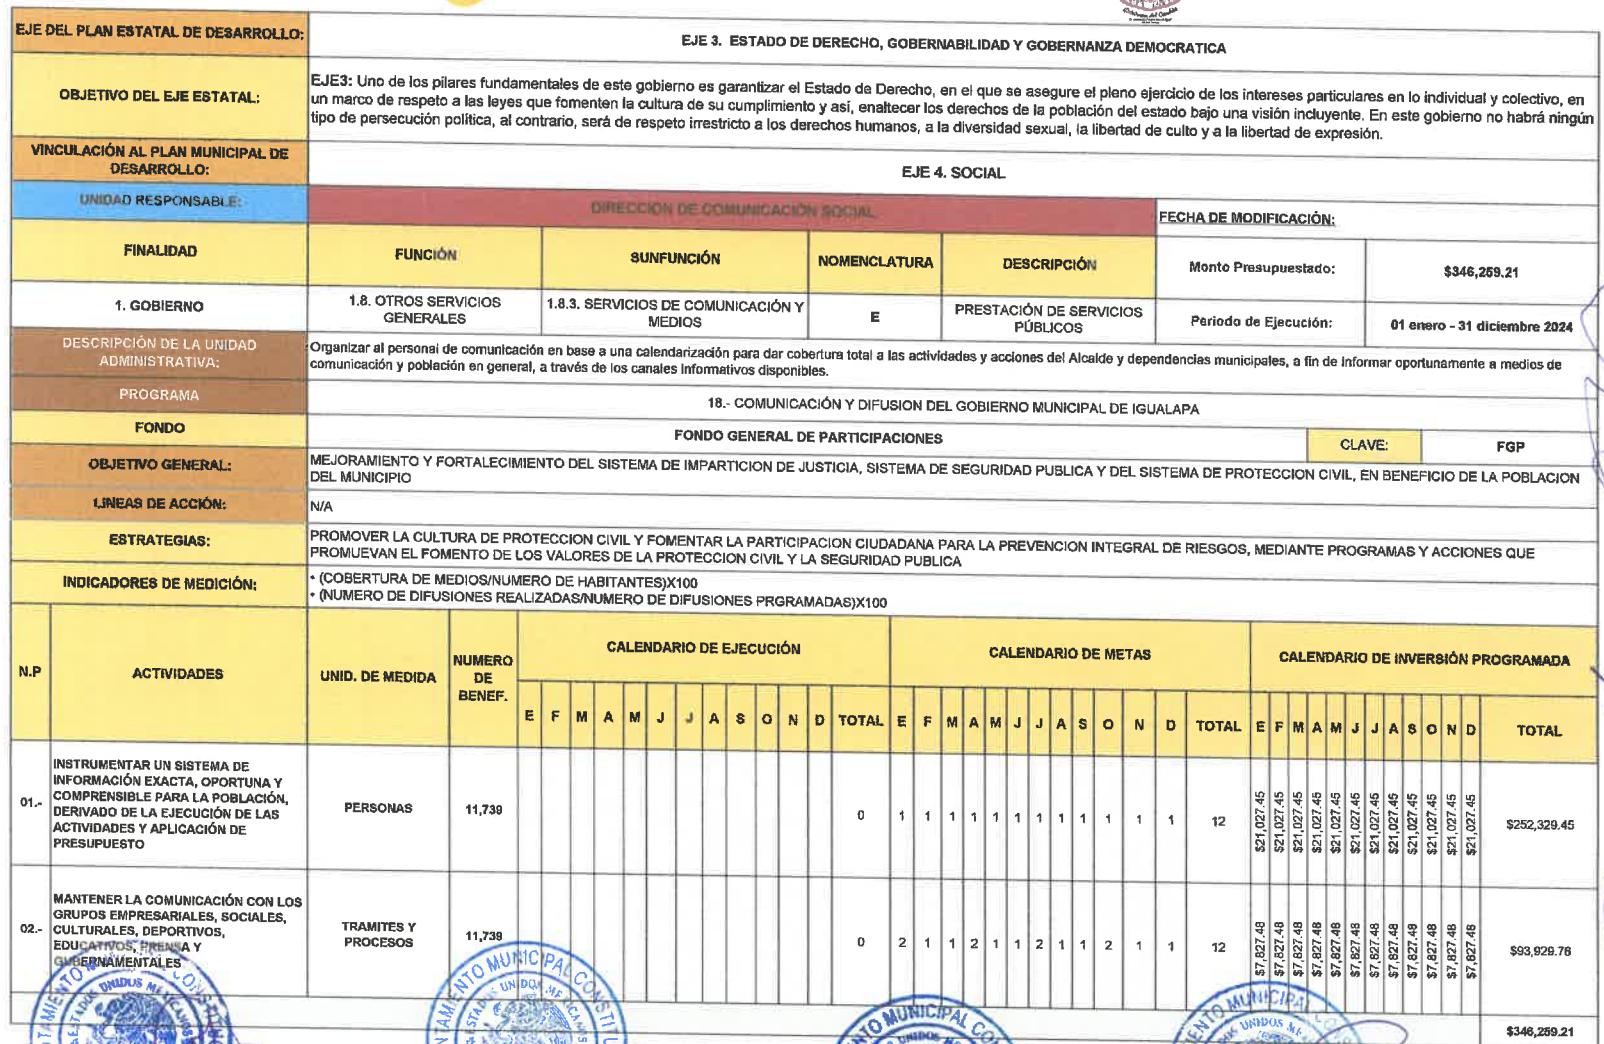 EJE DEL PLAN ESTATAL DE DESARROLLO:
EJE 3. ESTADO DE DERECHO, GOBERNABILIDAD Y GOBERNANZA DEMOCRATICA
OBJETIVO DEL EJE ESTATAL:
EJE3: Uno de los pilares fundamentales de este gobierno es garantizar el Estado de Derecho, en el que se asegure el pleno ejercicio de los intereses particulares en lo individual y colectivo, en
un marco de respeto a las leyes que fomenten la cultura de su cumplimiento y así, enaltecer los derechos de la población del estado bajo una visión incluyente. En este gobierno no habrá ningún
tipo de persecución política, al contrario, será de respeto irrestricto a los derechos humanos, a la diversidad sexual, la libertad de culto y a la libertad de expresión.
VINCULACIÓN AL PLAN MUNICIPAL DE
DESARROLLO:
EJE 4. SOCIAL
UNIDAD RESPONSABLE:
DIRECCION DE COMUNICACIÓN SOCIAL
FECHA DE MODIFICACIÓN:
FINALIDAD
FUNCIÓN
SUNFUNCIÓN
NOMENCLATURA
DESCRIPCIÓN
Monto Presupuestado:
$346,259.21
1. GOBIERNO
1.8. OTROS SERVICIOS
GENERALES
1.8.3. SERVICIOS DE COMUNICACIÓN Y
MEDIOS
E
PRESTACIÓN DE SERVICIOS
PÚBLICOS
Periodo de Ejecución:
01 enero - 31 diciembre 2024
DESCRIPCIÓN DE LA UNIDAD
ADMINISTRATIVA:
Organizar al personal de comunicación en base a una calendarización para dar cobertura total a las actividades y acciones del Alcalde y dependencias municipales, a fin de informar oportunamente a medios de
comunicación y población en general, a través de los canales informativos disponibles.
PROGRAMA
18.- COMUNICACIÓN Y DIFUSION DEL GOBIERNO MUNICIPAL DE IGUALAPA
FONDO
FONDO GENERAL DE PARTICIPACIONES
CLAVE:
FGP
OBJETIVO GENERAL:
MEJORAMIENTO Y FORTALECIMIENTO DEL SISTEMA DE IMPARTICION DE JUSTICIA, SISTEMA DE SEGURIDAD PUBLICA Y DEL SISTEMA DE PROTECCION CIVIL, EN BENEFICIO DE LA POBLACION
DEL MUNICIPIO
LINEAS DE ACCIÓN:
N/A
ESTRATEGIAS:
PROMOVER LA CULTURA DE PROTECCION CIVIL Y FOMENTAR LA PARTICIPACION CIUDADANA PARA LA PREVENCION INTEGRAL DE RIESGOS, MEDIANTE PROGRAMAS Y ACCIONES QUE
PROMUEVAN EL FOMENTO DE LOS VALORES DE LA PROTECCION CIVIL Y LA SEGURIDAD PUBLICA
INDICADORES DE MEDICIÓN:
• (COBERTURA DE MEDIOS/NUMERO DE HABITANTES)X100
• (NUMERO DE DIFUSIONES REALIZADAS/NUMERO DE DIFUSIONES PRGRAMADAS)X100
N.P
ACTIVIDADES
UNID. DE MEDIDA
NUMERO
DE
BENEF.
CALENDARIO DE EJECUCIÓN
CALENDARIO DE METAS
CALENDARIO DE INVERSIÓN PROGRAMADA
E F M A M J J A S O N D TOTAL
E F M A M J J A S O N D TOTAL
E F M A M J J A S O N D TOTAL
01.-
INSTRUMENTAR UN SISTEMA DE
INFORMACIÓN EXACTA, OPORTUNA Y
COMPRENSIBLE PARA LA POBLACIÓN,
DERIVADO DE LA EJECUCIÓN DE LAS
ACTIVIDADES Y APLICACIÓN DE
PRESUPUESTO
PERSONAS
11,739
0
1 1 1 1 1 1 1 1 1 1 1 1 12
$21,027.45 $21,027.45 $21,027.45 $21,027.45 $21,027.45 $21,027.45 $21,027.45 $21,027.45 $21,027.45 $21,027.45 $21,027.45 $21,027.45
$252,329.45
02.-
MANTENER LA COMUNICACIÓN CON LOS
GRUPOS EMPRESARIALES, SOCIALES,
CULTURALES, DEPORTIVOS,
EDUCATIVOS, PRENSA Y
GUBERNAMENTALES
TRAMITES Y
PROCESOS
11,739
0
2 1 1 2 1 1 2 1 1 2 1 1 12
$7,827.48 $7,827.48 $7,827.48 $7,827.48 $7,827.48 $7,827.48 $7,827.48 $7,827.48 $7,827.48 $7,827.48 $7,827.48 $7,827.48
$93,929.76
$346,259.21
MUNICIPAL
UNIDOS
MUNICIPAL
UNIDOS
MUNICIPAL
UNIDOS